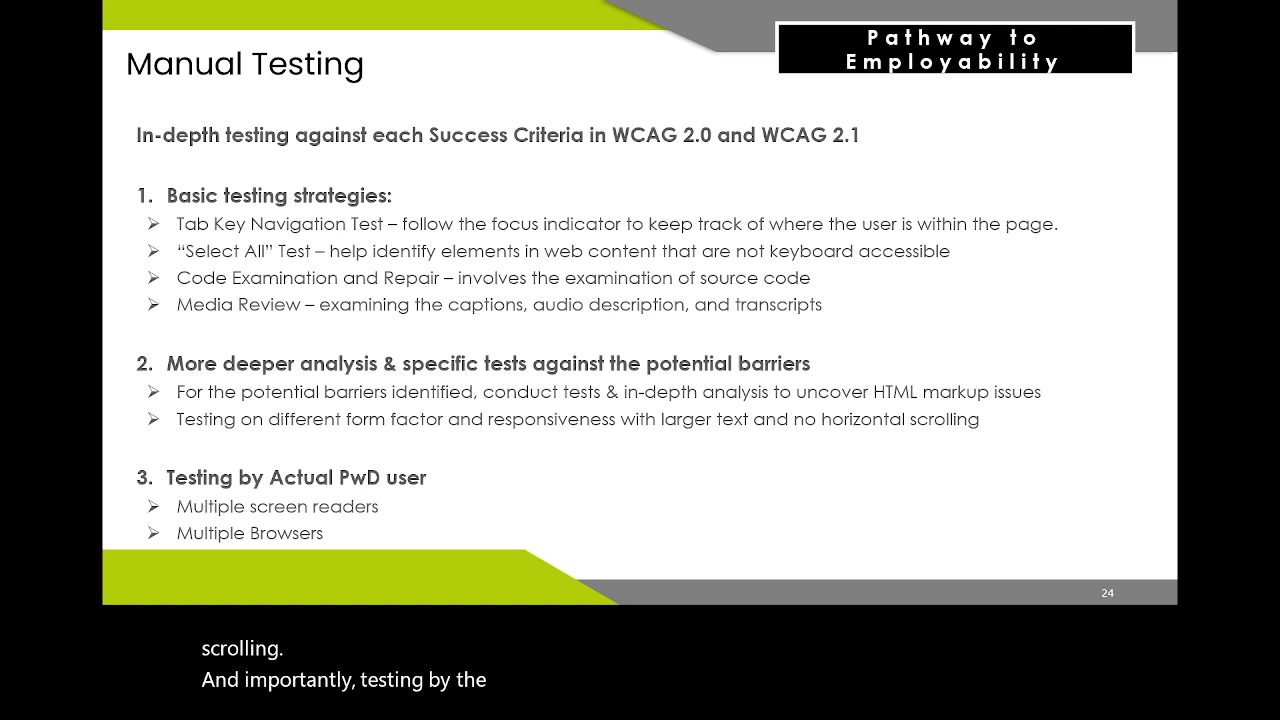 Pathway to
Employability
Manual Testing
In-depth testing against each Success Criteria in WCAG 2.0 and WCAG 2.1
1. Basic testing strategies:
➢ Tab Key Navigation Test – follow the focus indicator to keep track of where the user is within the page.
➢ “Select All” Test – help identify elements in web content that are not keyboard accessible
➢ Code Examination and Repair – involves the examination of source code
➢ Media Review – examining the captions, audio description, and transcripts
2. More deeper analysis & specific tests against the potential barriers
➢ For the potential barriers identified, conduct tests & in-depth analysis to uncover HTML markup issues
➢ Testing on different form factor and responsiveness with larger text and no horizontal scrolling
3. Testing by Actual PwD user
➢ Multiple screen readers
➢ Multiple Browsers
24
scrolling.
And importantly, testing by the